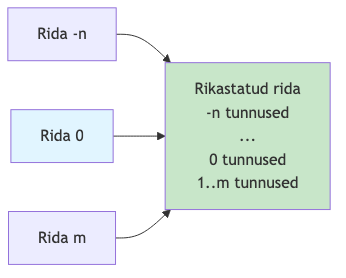 Rida -n
Rida 0
Rida m
Rikastatud rida
-n tunnused
...
0 tunnused
1..m tunnused